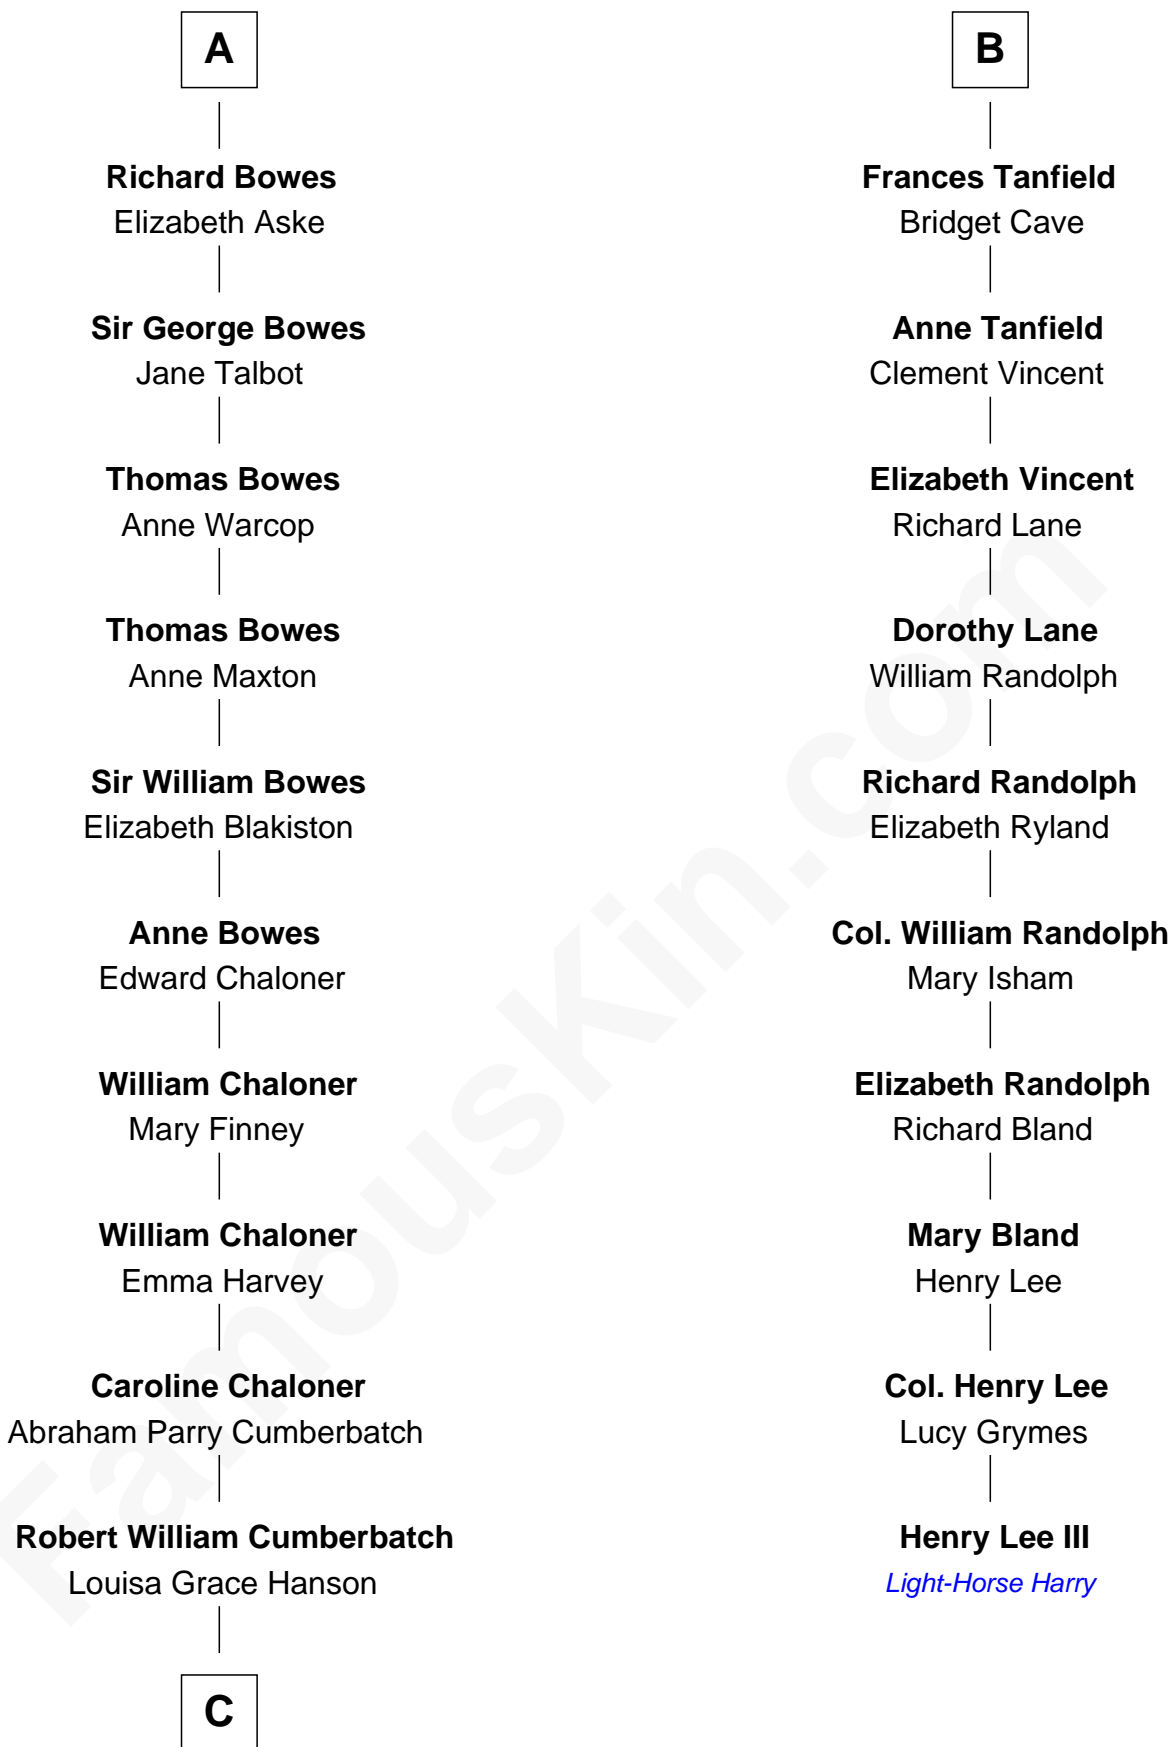 A
Richard Bowes
Elizabeth Aske
Sir George Bowes
Jane Talbot
Thomas Bowes
Anne Warcop
Thomas Bowes
Anne Maxton
Sir William Bowes
Elizabeth Blakiston
Anne Bowes
Edward Chaloner
William Chaloner
Mary Finney
William Chaloner
Emma Harvey
Caroline Chaloner
Abraham Parry Cumberbatch
Robert William Cumberbatch
Louisa Grace Hanson
C
B
Frances Tanfield
Bridget Cave
Anne Tanfield
Clement Vincent
Elizabeth Vincent
Richard Lane
Dorothy Lane
William Randolph
Richard Randolph
Elizabeth Ryland
Col. William Randolph
Mary Isham
Elizabeth Randolph
Richard Bland
Mary Bland
Henry Lee
Col. Henry Lee
Lucy Grymes
Henry Lee III
Light-Horse Harry
FamousKin.com